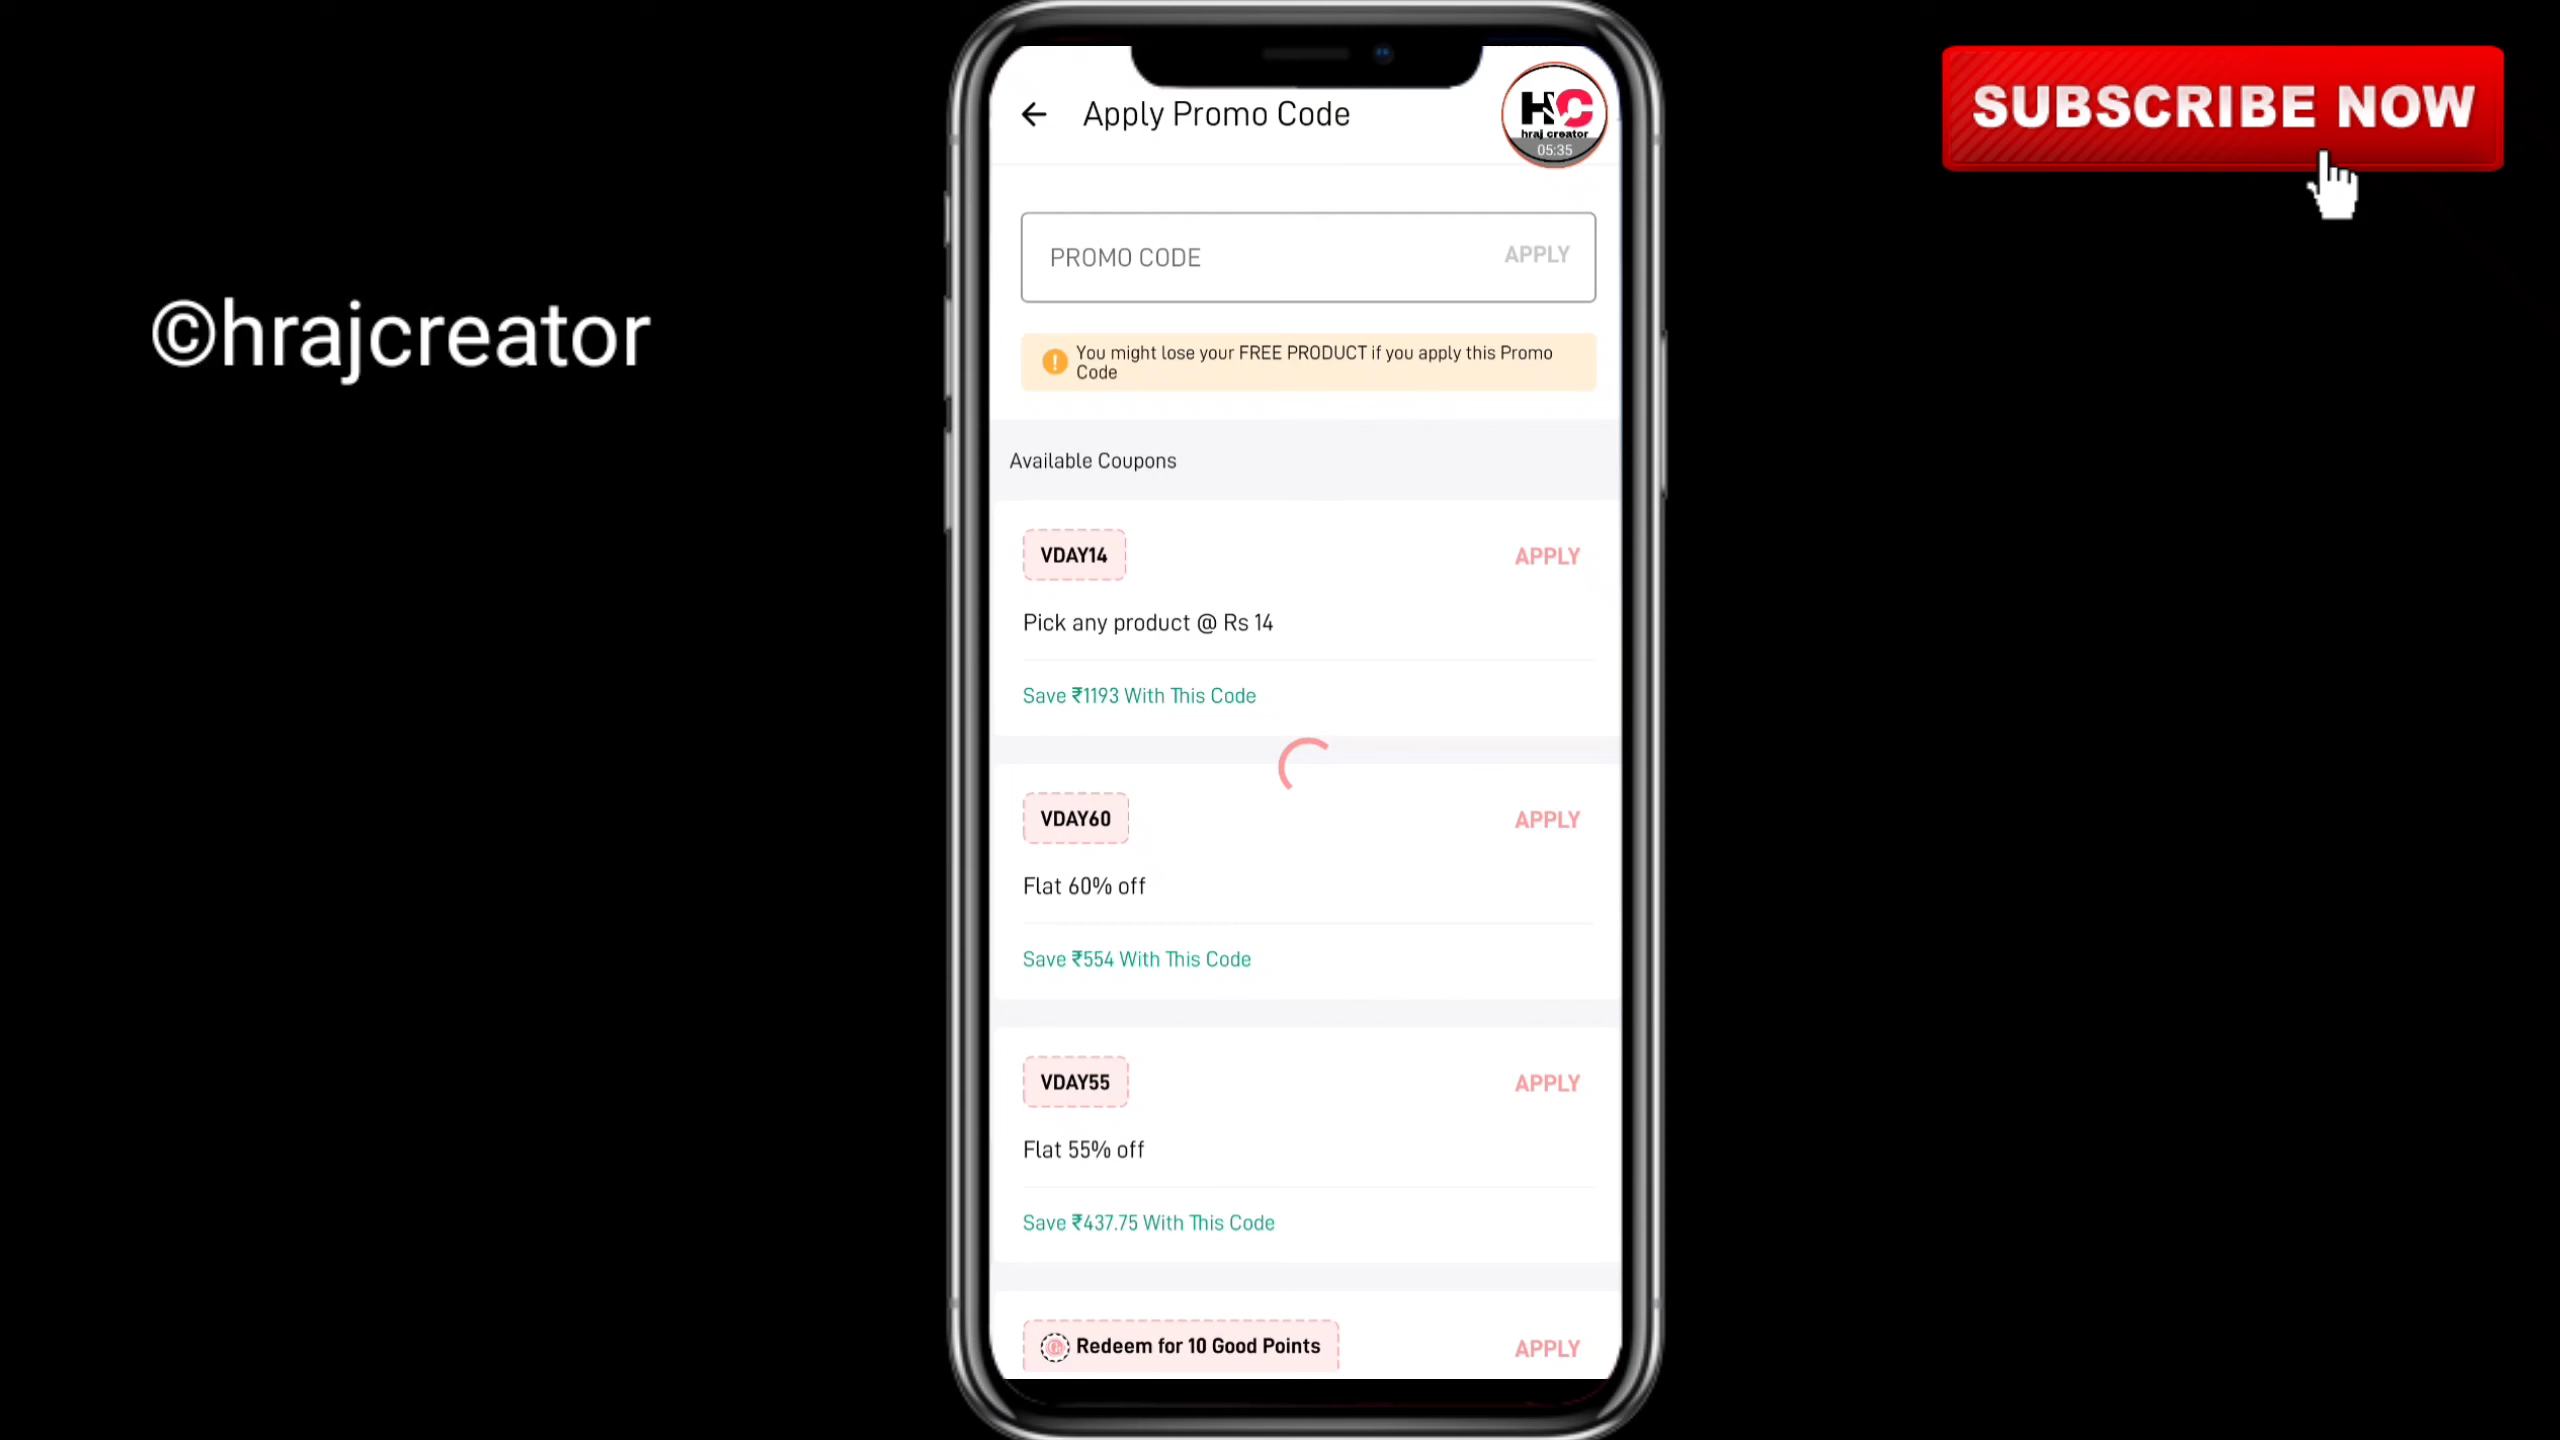 SUBSCRIBE NOW
©hrajcreator
Apply Promo Code
HC
hraj creator
05:35
PROMO CODE
APPLY
You might lose your FREE PRODUCT if you apply this Promo
Code
Available Coupons
VDAY14
APPLY
Pick any product @ Rs 14
Save ₹1193 With This Code
VDAY60
APPLY
Flat 60% off
Save ₹554 With This Code
VDAY55
APPLY
Flat 55% off
Save ₹437.75 With This Code
Redeem for 10 Good Points
APPLY